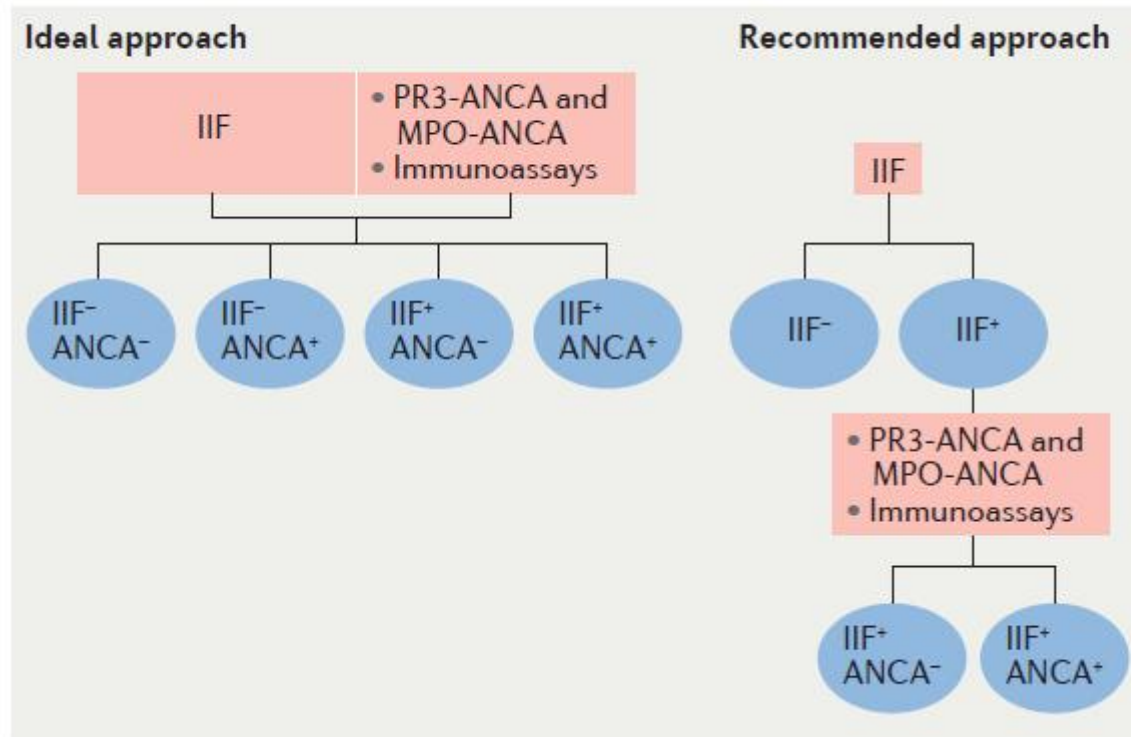 Ideal approach
IIF
• PR3-ANCA and
MPO-ANCA
• Immunoassays
IIF⁻
ANCA⁻
IIF⁻
ANCA⁺
IIF⁺
ANCA⁻
IIF⁺
ANCA⁺
Recommended approach
IIF
IIF⁻
IIF⁺
• PR3-ANCA and
MPO-ANCA
• Immunoassays
IIF⁺
ANCA⁻
IIF⁺
ANCA⁺